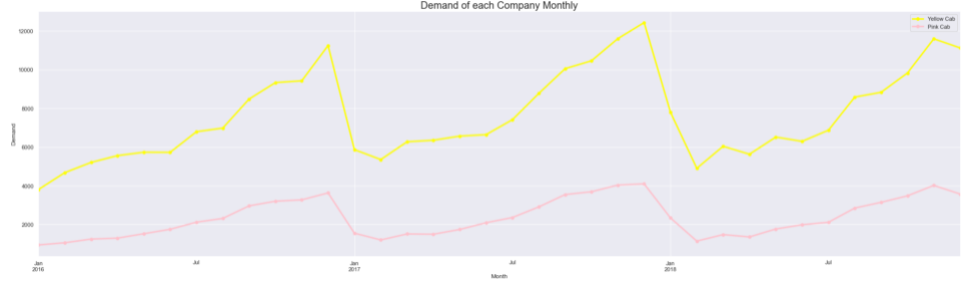 Demand of each Company Monthly
Yellow Cab
Pink Cab
12000
10000
8000
6000
4000
2000
Demand
Jan
2016
Jul
Jan
2017
Jul
Jan
2018
Jul
Month